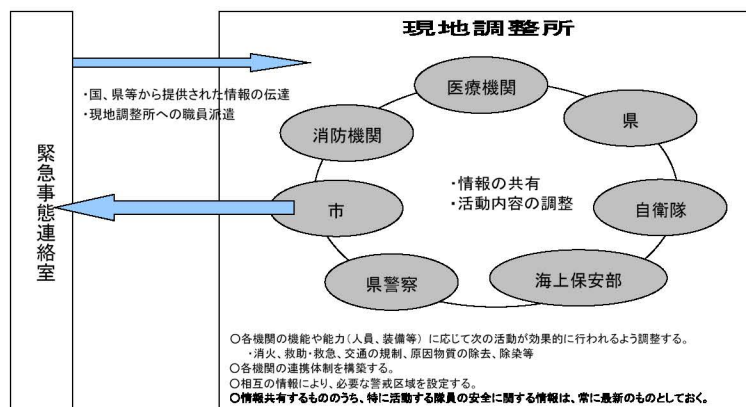 現地調整所
・国、県等から提供された情報の伝達
・現地調整所への職員派遣
緊急事態連絡室
医療機関
消防機関
県
市
・情報の共有
・活動内容の調整
自衛隊
県警察
海上保安部
○各機関の機能や能力（人員、装備等）に応じて次の活動が効果的に行われるよう調整する。
・消火、救助・救急、交通の規制、原因物質の除去、除染等
○各機関の連携体制を構築する。
○相互の情報により、必要な警戒区域を設定する。
○情報共有するもののうち、特に活動する隊員の安全に関する情報は、常に最新のものとしておく。